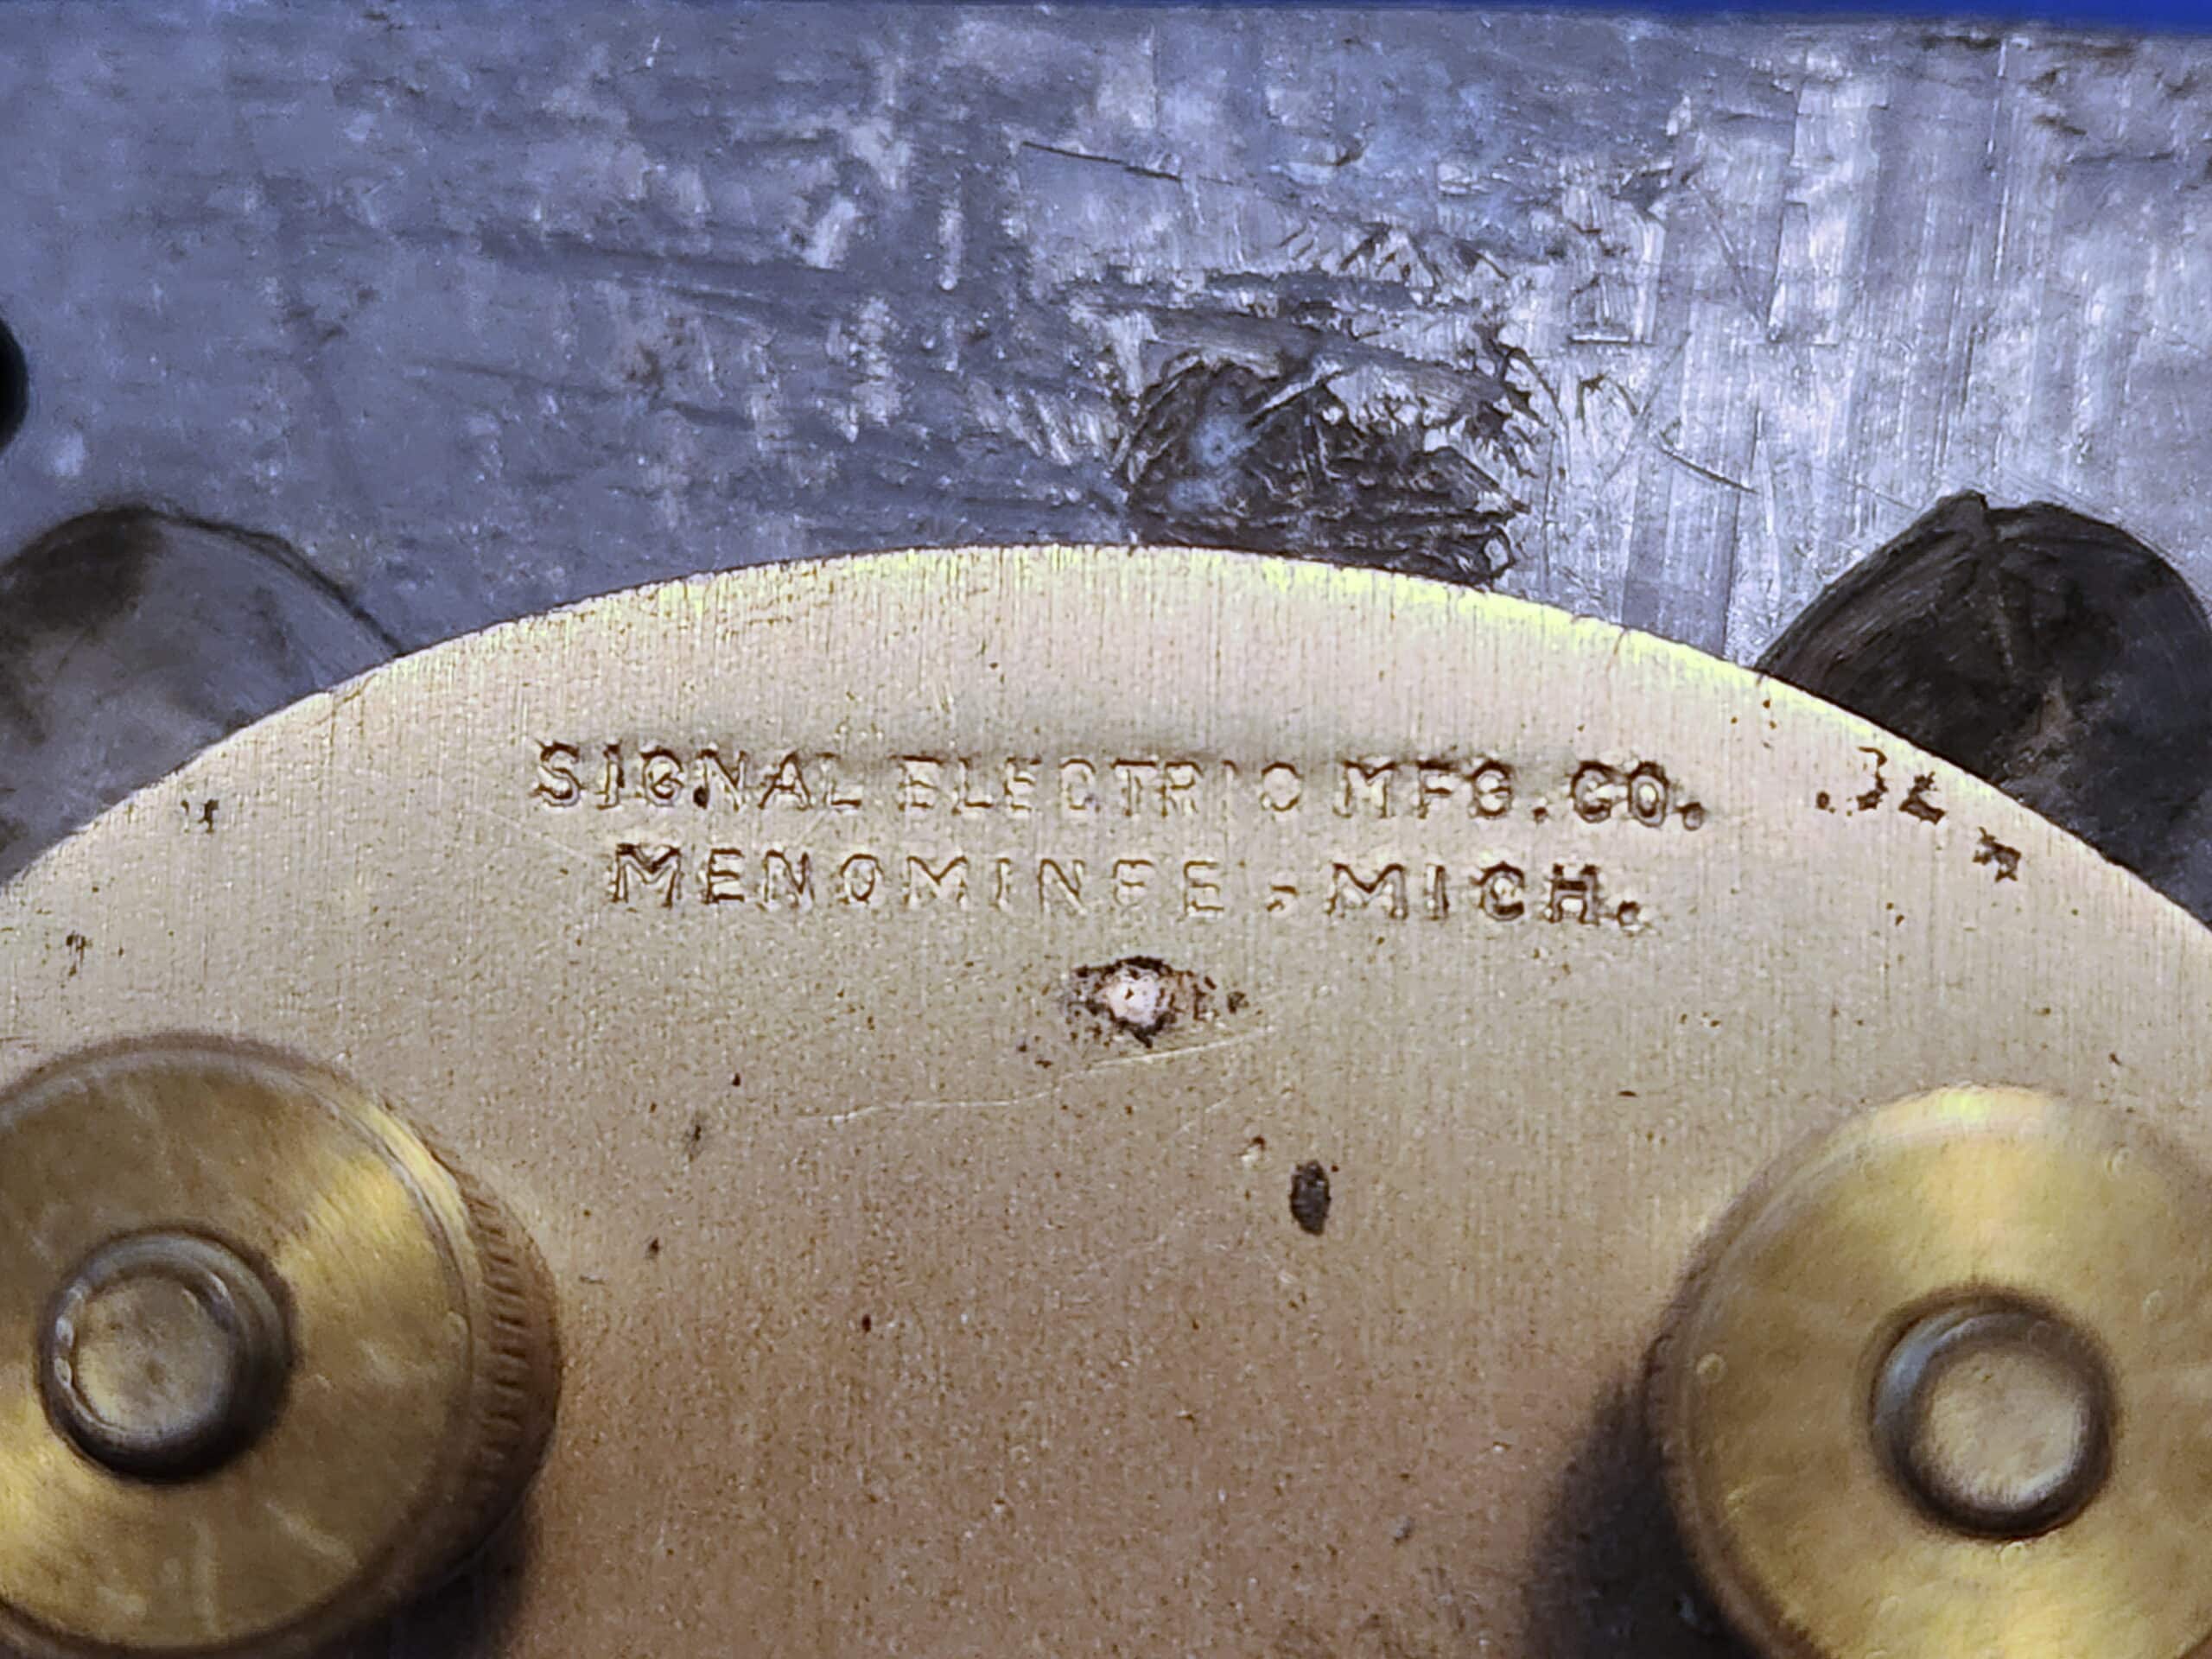 SIGNAL ELECTRIC MFG. CO.
MENOMINEE, MICH.